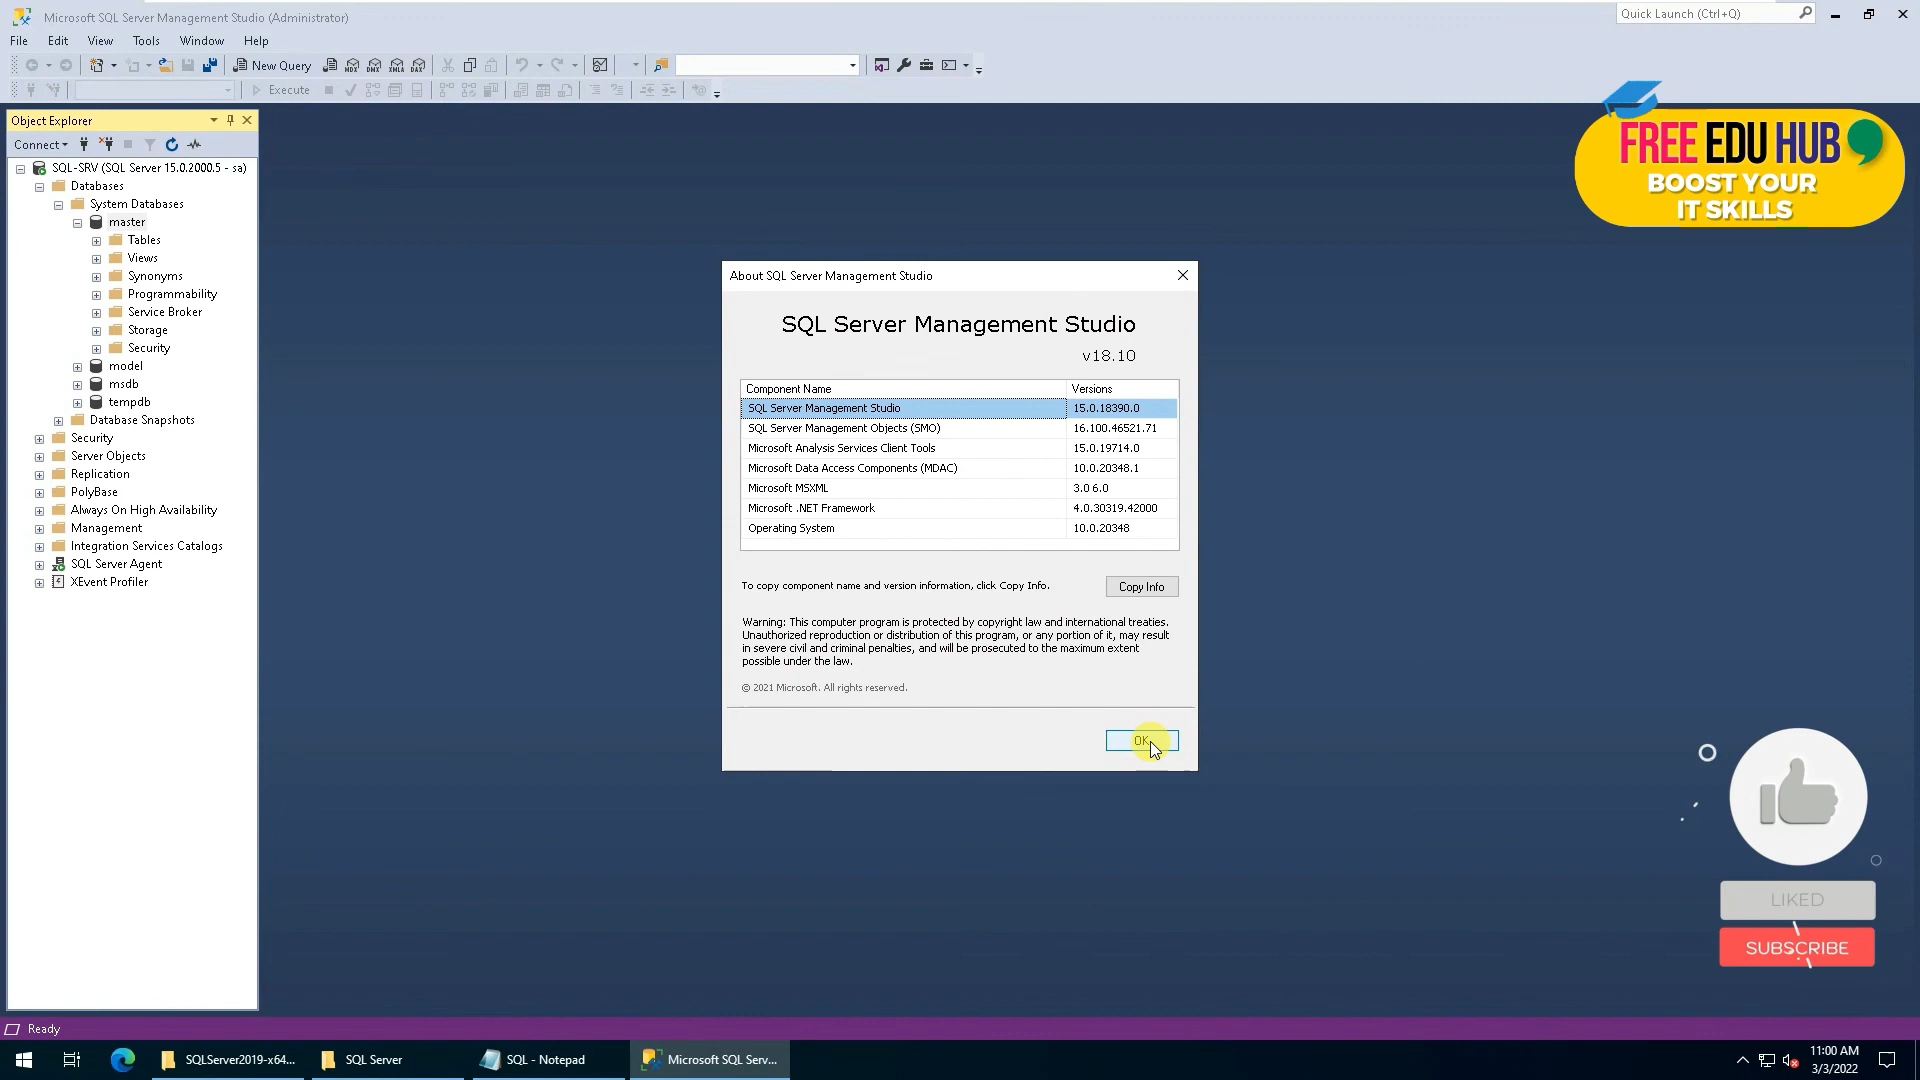 Microsoft SQL Server Management Studio (Administrator)
Quick Launch (Ctrl+Q)
File Edit View Tools Window Help
New Query
MDX DMX XMLA DAX
Execute
Object Explorer
Connect
SQL-SRV (SQL Server 15.0.2000.5 - sa)
Databases
System Databases
master
Tables
Views
Synonyms
Programmability
Service Broker
Storage
Security
model
msdb
tempdb
Database Snapshots
Security
Server Objects
Replication
PolyBase
Always On High Availability
Management
Integration Services Catalogs
SQL Server Agent
XEvent Profiler
FREE EDU HUB
BOOST YOUR
IT SKILLS
About SQL Server Management Studio
SQL Server Management Studio
v18.10
Component Name Versions
SQL Server Management Studio 15.0.18390.0
SQL Server Management Objects (SMO) 16.100.46521.71
Microsoft Analysis Services Client Tools 15.0.19714.0
Microsoft Data Access Components (MDAC) 10.0.20348.1
Microsoft MSXML 3.0 6.0
Microsoft .NET Framework 4.0.30319.42000
Operating System 10.0.20348
To copy component name and version information, click Copy Info.
Copy Info
Warning: This computer program is protected by copyright law and international treaties.
Unauthorized reproduction or distribution of this program, or any portion of it, may result
in severe civil and criminal penalties, and will be prosecuted to the maximum extent
possible under the law.
© 2021 Microsoft. All rights reserved.
OK
LIKED
SUBSCRIBE
Ready
SQLServer2019-x64...
SQL Server
SQL - Notepad
Microsoft SQL Serv...
11:00 AM
3/3/2022